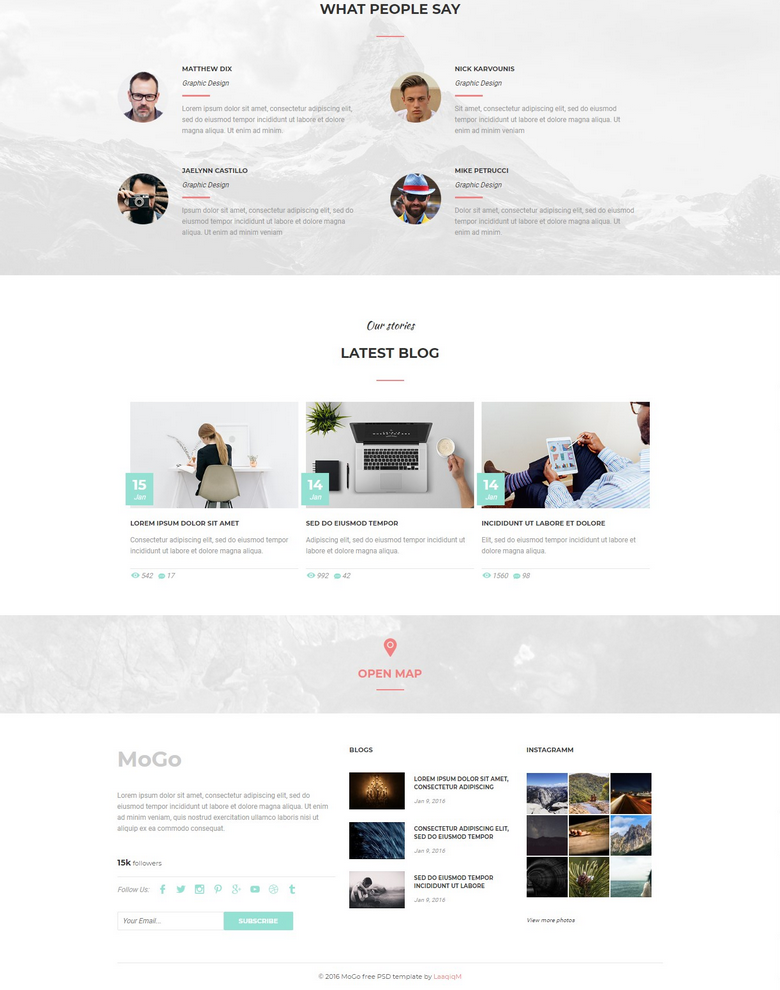 WHAT PEOPLE SAY
MATTHEW DIX
Graphic Design
Lorem ipsum dolor sit amet, consectetur adipiscing elit,
sed do eiusmod tempor incididunt ut labore et dolore
magna aliqua. Ut enim ad minim.
NICK KARVOUNIS
Graphic Design
Sit amet, consectetur adipiscing elit, sed do eiusmod
tempor incididunt ut labore et dolore magna aliqua. Ut
enim ad minim veniam
JAELYNN CASTILLO
Graphic Design
Ipsum dolor sit amet, consectetur adipiscing elit, sed do
eiusmod tempor incididunt ut labore et dolore magna
aliqua. Ut enim ad minim veniam
MIKE PETRUCCI
Graphic Design
Dolor sit amet, consectetur adipiscing elit, sed do eiusmod
tempor incididunt ut labore et dolore magna aliqua. Ut
enim ad minim.
Our stories
LATEST BLOG
15
Jan
LOREM IPSUM DOLOR SIT AMET
Consectetur adipiscing elit, sed do eiusmod tempor
incididunt ut labore et dolore magna aliqua.
542 17
14
Jan
SED DO EIUSMOD TEMPOR
Adipiscing elit, sed do eiusmod tempor incididunt ut
labore et dolore magna aliqua.
992 42
14
Jan
INCIDIDUNT UT LABORE ET DOLORE
Elit, sed do eiusmod tempor incididunt ut labore et
dolore magna aliqua.
1560 98
OPEN MAP
MoGo
Lorem ipsum dolor sit amet, consectetur adipiscing elit, sed do
eiusmod tempor incididunt ut labore et dolore magna aliqua. Ut enim
ad minim veniam, quis nostrud exercitation ullamco laboris nisi ut
aliquip ex ea commodo consequat.
15k followers
Follow Us:
Your Email...
SUBSCRIBE
BLOGS
LOREM IPSUM DOLOR SIT AMET,
CONSECTETUR ADIPISCING
Jan 9, 2016
CONSECTETUR ADIPISCING ELIT,
SED DO EIUSMOD TEMPOR
Jan 9, 2016
SED DO EIUSMOD TEMPOR
INCIDIDUNT UT LABORE
Jan 9, 2016
INSTAGRAMM
View more photos
© 2016 MoGo free PSD template by LaaqiqM